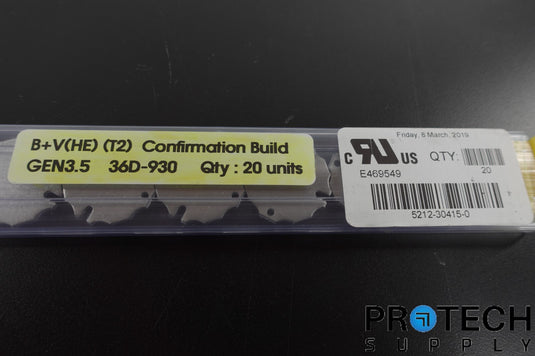 B+V(HE) (T2) Confirmation Build
GEN3.5 36D-930 Qty : 20 units
Friday, 8 March, 2019
C RU US QTY:
E469549 20
5212-30415-0
PROTECH
SUPPLY